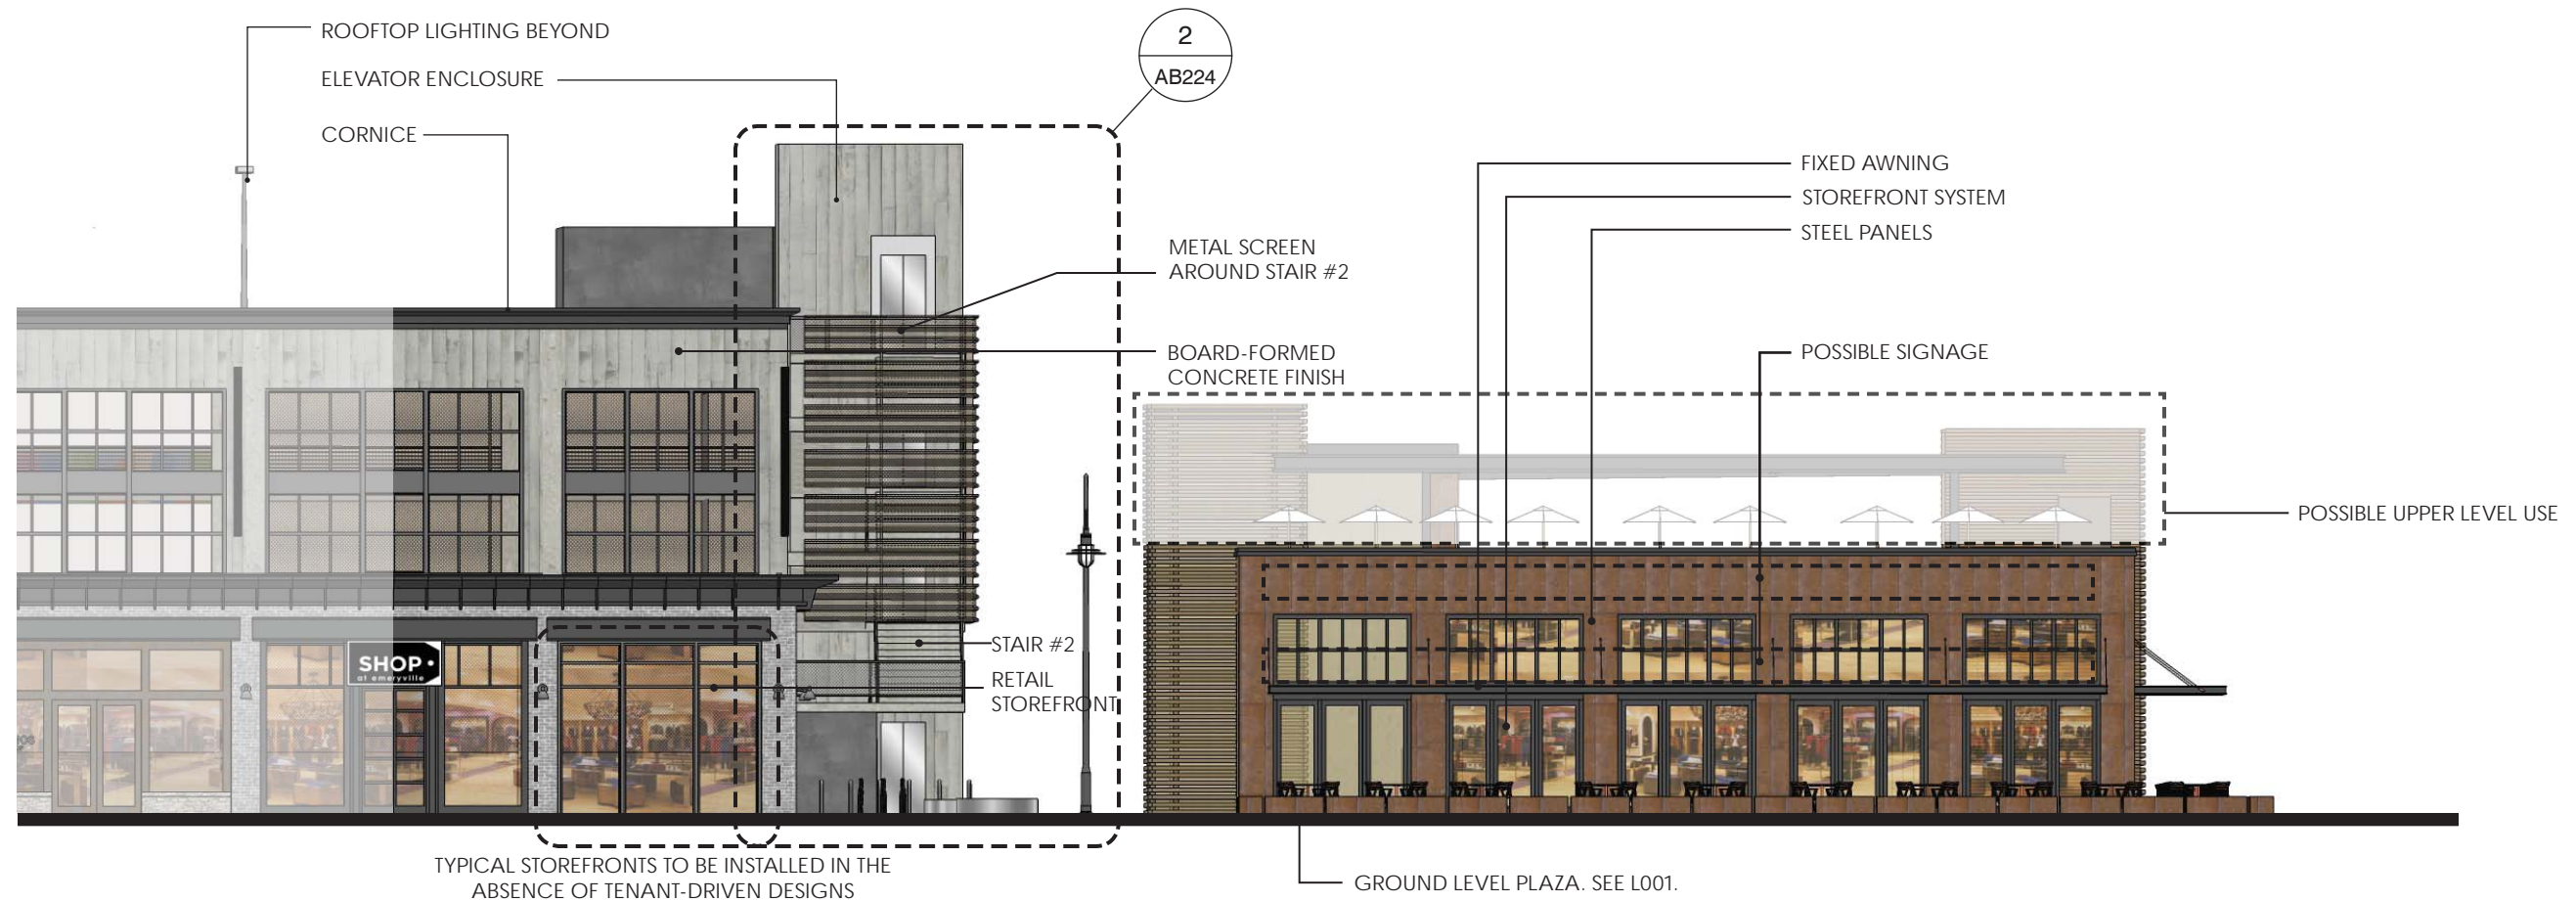 2
AB224
ROOFTOP LIGHTING BEYOND
ELEVATOR ENCLOSURE
CORNICE
FIXED AWNING
STOREFRONT SYSTEM
STEEL PANELS
METAL SCREEN
AROUND STAIR #2
BOARD-FORMED
CONCRETE FINISH
POSSIBLE SIGNAGE
POSSIBLE UPPER LEVEL USE
STAIR #2
SHOP
at emeryville
RETAIL
STOREFRONT
TYPICAL STOREFRONTS TO BE INSTALLED IN THE
ABSENCE OF TENANT-DRIVEN DESIGNS
GROUND LEVEL PLAZA. SEE L001.